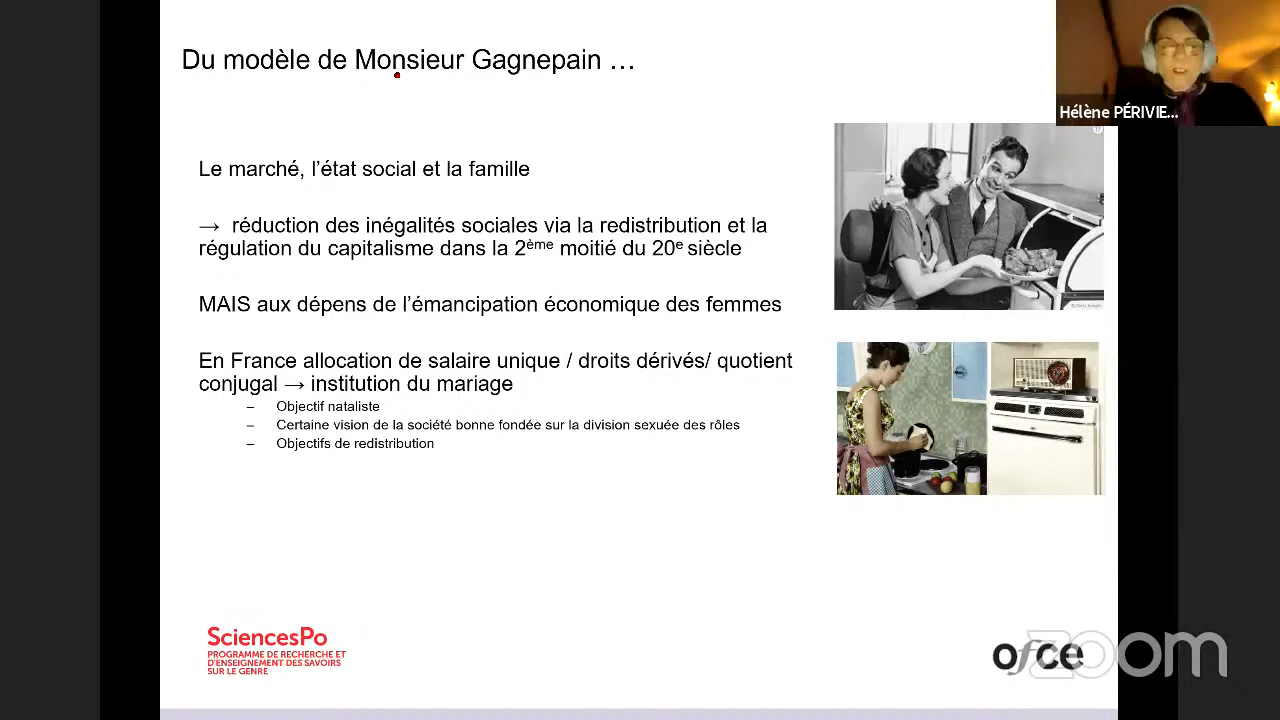 Du modèle de Monsieur Gagnepain …
Hélène PÉRIVIE...
Le marché, l’état social et la famille
→ réduction des inégalités sociales via la redistribution et la
régulation du capitalisme dans la 2ème moitié du 20e siècle
MAIS aux dépens de l’émancipation économique des femmes
En France allocation de salaire unique / droits dérivés/ quotient
conjugal → institution du mariage
– Objectif nataliste
– Certaine vision de la société bonne fondée sur la division sexuée des rôles
– Objectifs de redistribution
SciencesPo
PROGRAMME DE RECHERCHE ET
D'ENSEIGNEMENT DES SAVOIRS
SUR LE GENRE
ofce
zoom